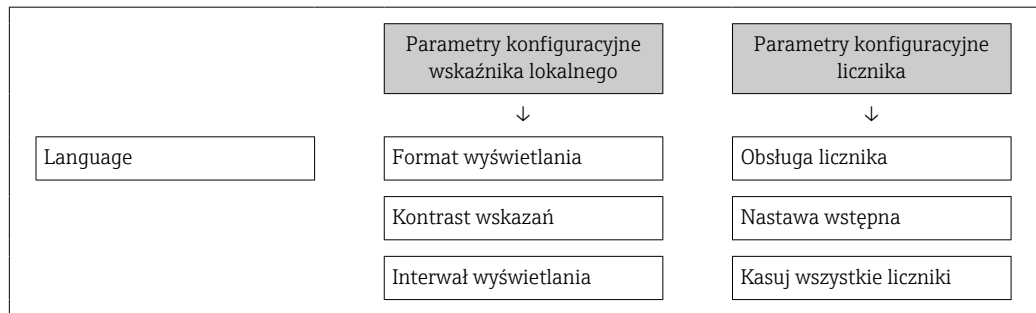 Parametry konfiguracyjne
wskaźnika lokalnego
Parametry konfiguracyjne
licznika
↓
↓
Language
Format wyświetlania
Obsługa licznika
Kontrast wskazań
Nastawa wstępna
Interwał wyświetlania
Kasuj wszystkie liczniki